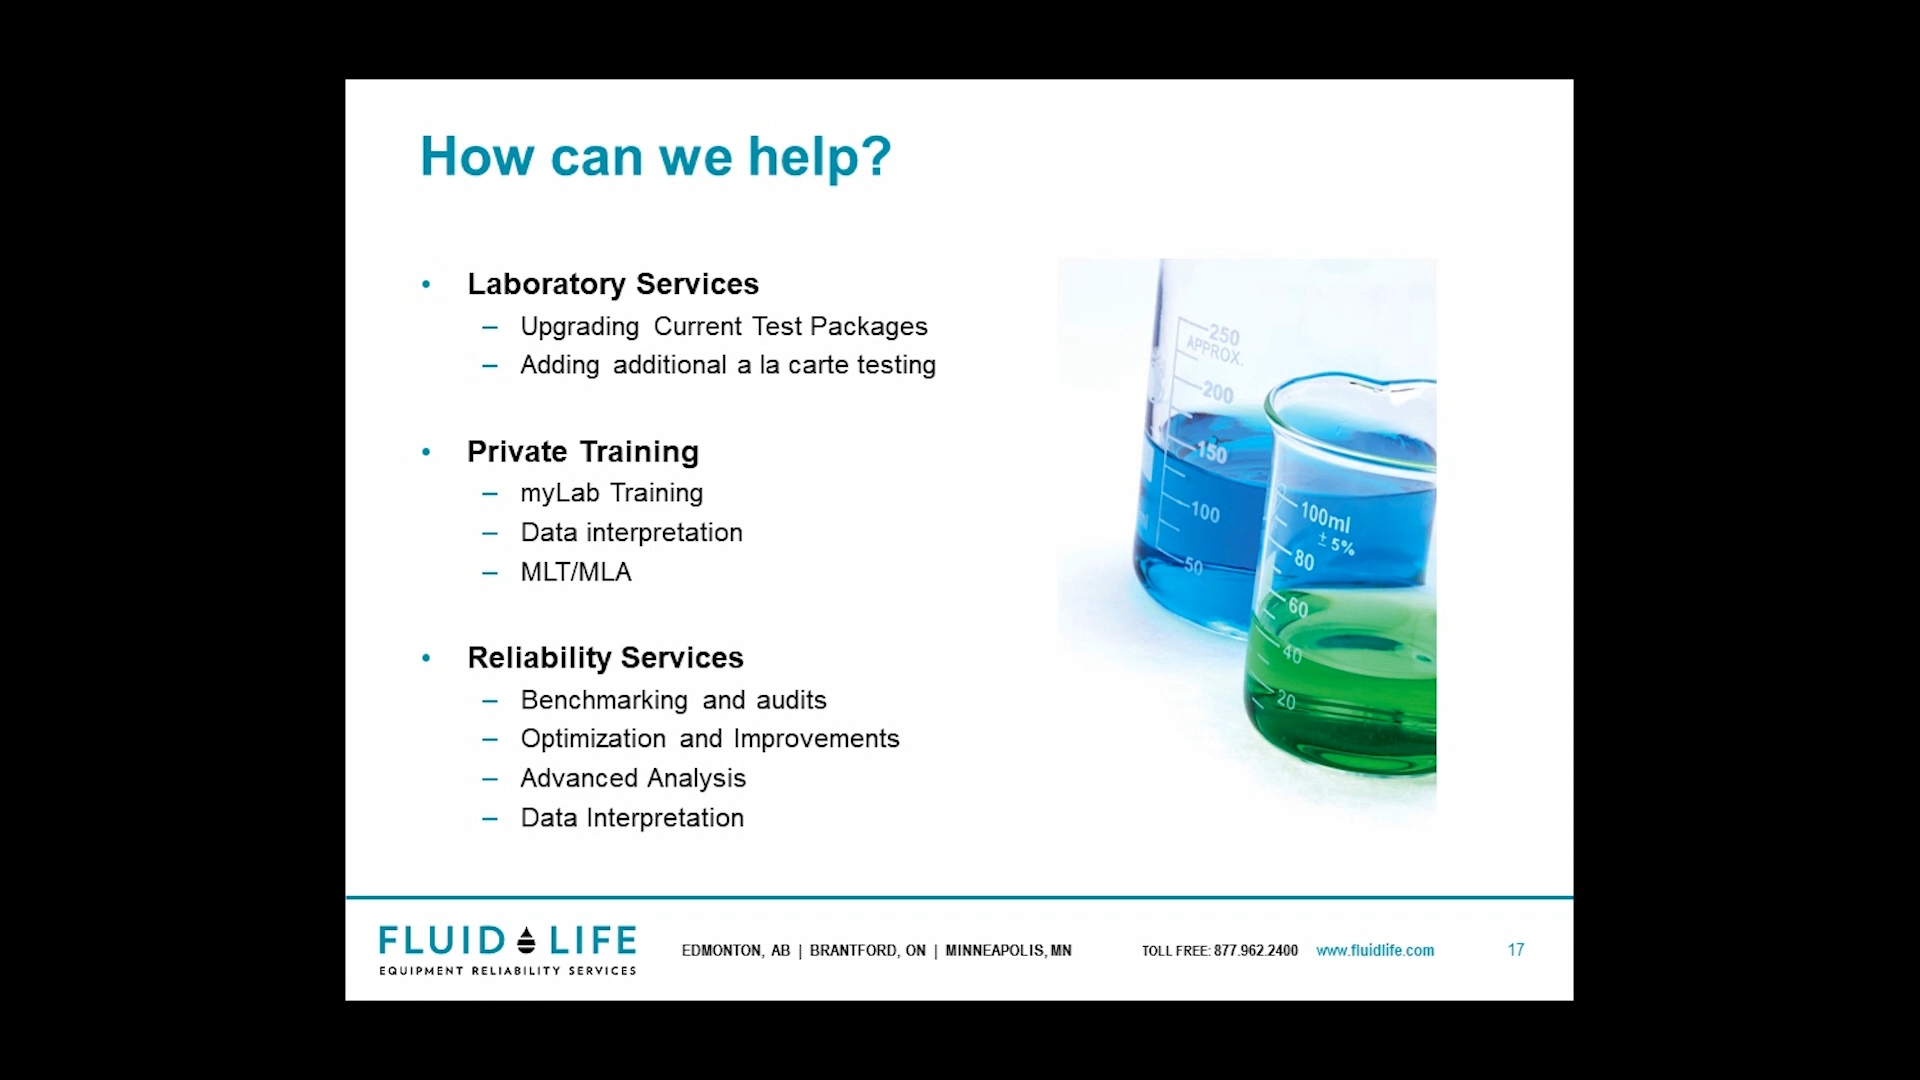 How can we help?
• Laboratory Services
– Upgrading Current Test Packages
– Adding additional a la carte testing
• Private Training
– myLab Training
– Data interpretation
– MLT/MLA
• Reliability Services
– Benchmarking and audits
– Optimization and Improvements
– Advanced Analysis
– Data Interpretation
250
APPROX.
200
150
100
50
100ml
± 5%
80
60
40
20
FLUID LIFE
EQUIPMENT RELIABILITY SERVICES
EDMONTON, AB | BRANTFORD, ON | MINNEAPOLIS, MN
TOLL FREE: 877.962.2400 www.fluidlife.com
17